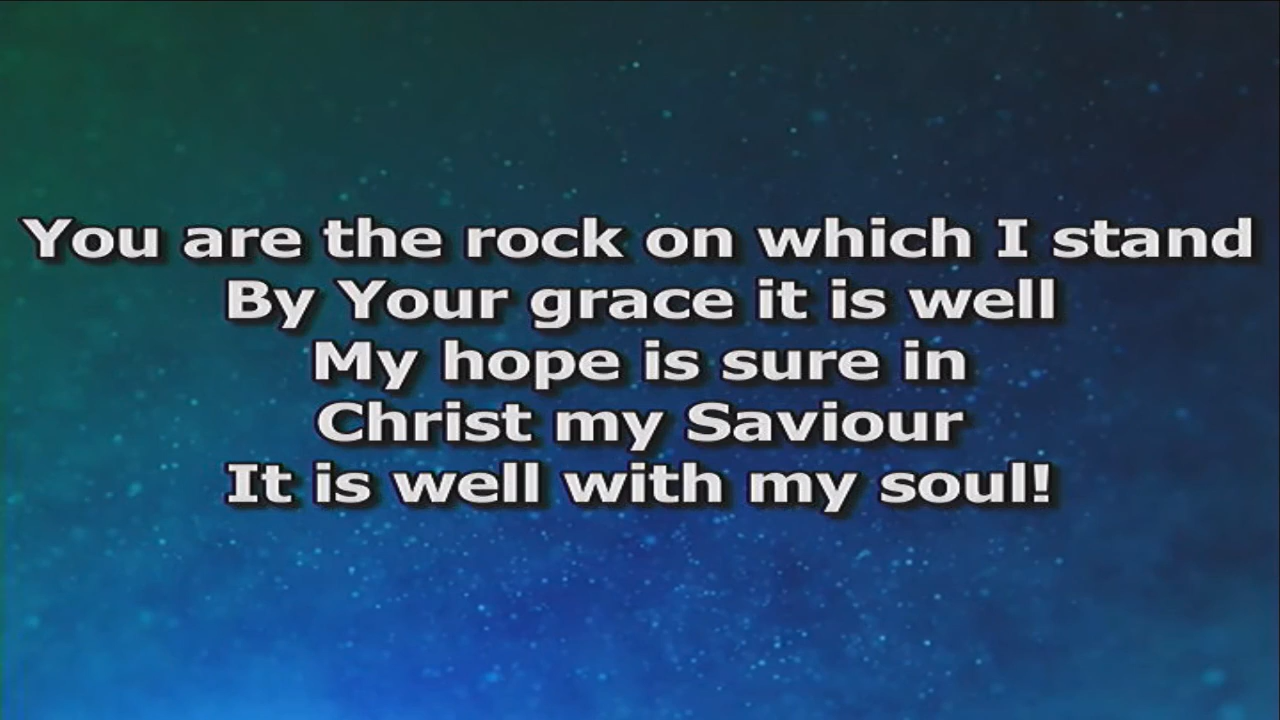 You are the rock on which I stand
By Your grace it is well
My hope is sure in
Christ my Saviour
It is well with my soul!